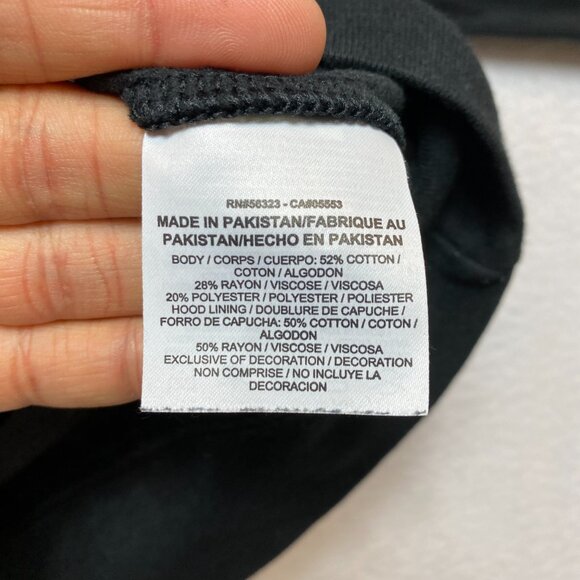 RN#56323 - CA#05553
MADE IN PAKISTAN/FABRIQUE AU
PAKISTAN/HECHO EN PAKISTAN
BODY / CORPS / CUERPO: 52% COTTON /
COTON / ALGODON
28% RAYON / VISCOSE / VISCOSA
20% POLYESTER / POLYESTER / POLIESTER
HOOD LINING / DOUBLURE DE CAPUCHE /
FORRO DE CAPUCHA: 50% COTTON / COTON /
ALGODON
50% RAYON / VISCOSE / VISCOSA
EXCLUSIVE OF DECORATION / DECORATION
NON COMPRISE / NO INCLUYE LA
DECORACION